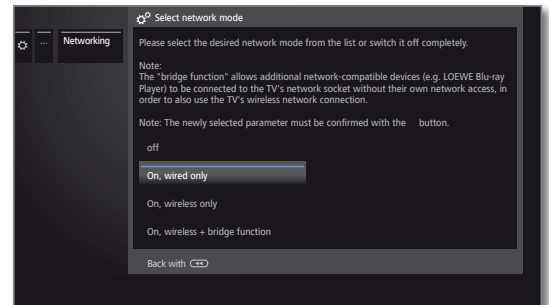 Select network mode
... Networking
Please select the desired network mode from the list or switch it off completely.
Note:
The "bridge function" allows additional network-compatible devices (e.g. LOEWE Blu-ray
Player) to be connected to the TV's network socket without their own network access, in
order to also use the TV's wireless network connection.
Note: The newly selected parameter must be confirmed with the button.
off
On, wired only
On, wireless only
On, wireless + bridge function
Back with